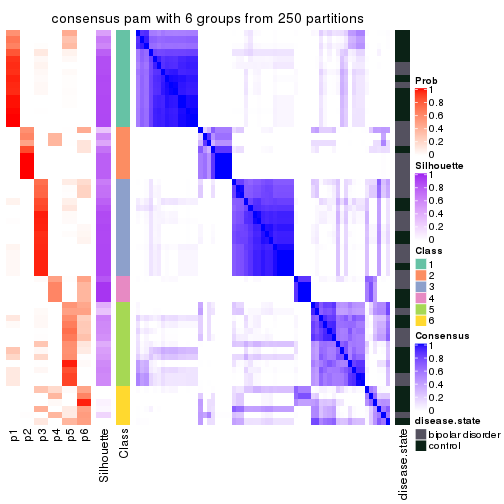 consensus pam with 6 groups from 250 partitions
Prob
1
0.8
0.6
0.4
0.2
0
Silhouette
1
0.8
0.6
0.4
0.2
0
Class
1
2
3
4
5
6
Consensus
1
0.8
0.6
0.4
0.2
0
disease.state
bipolar disorder
control
p1
p2
p3
p4
p5
p6
Silhouette
Class
disease.state